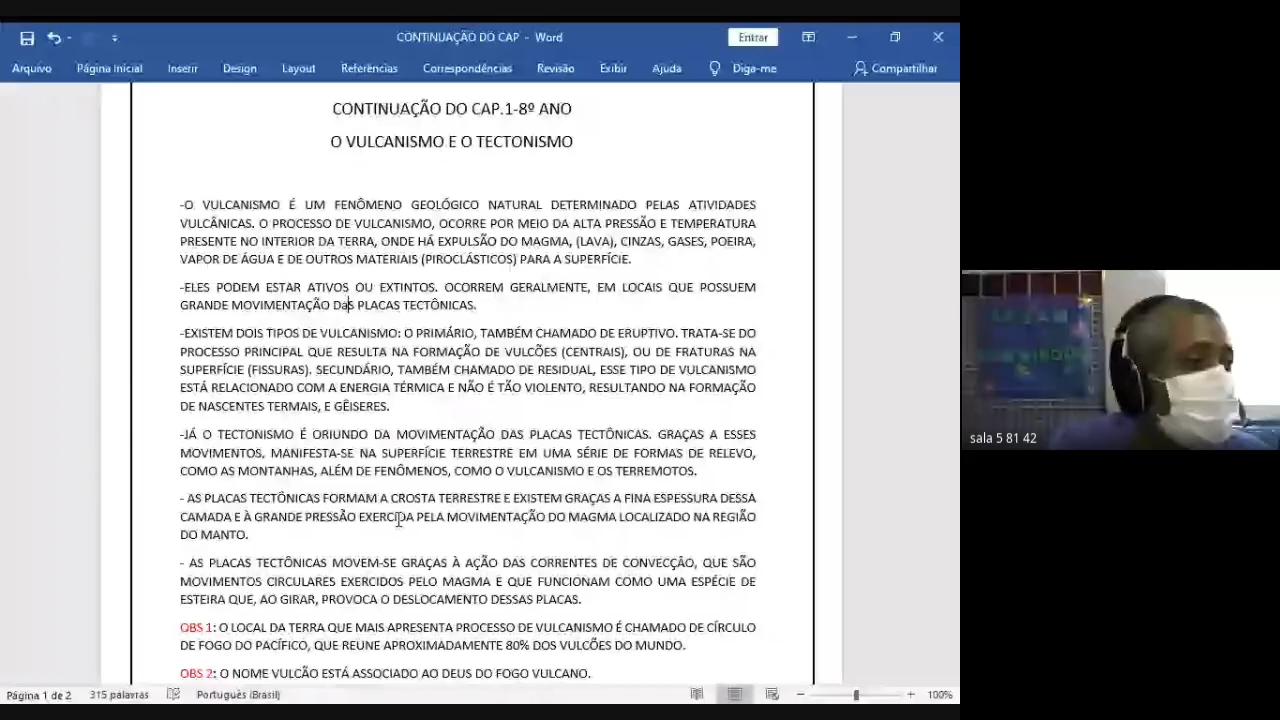 CONTINUAÇÃO DO CAP - Word
Entrar
Arquivo Página Inicial Inserir Design Layout Referências Correspondências Revisão Exibir Ajuda Diga-me Compartilhar
CONTINUAÇÃO DO CAP.1-8º ANO
O VULCANISMO E O TECTONISMO
-O VULCANISMO É UM FENÔMENO GEOLÓGICO NATURAL DETERMINADO PELAS ATIVIDADES
VULCÂNICAS. O PROCESSO DE VULCANISMO, OCORRE POR MEIO DA ALTA PRESSÃO E TEMPERATURA
PRESENTE NO INTERIOR DA TERRA, ONDE HÁ EXPULSÃO DO MAGMA, (LAVA), CINZAS, GASES, POEIRA,
VAPOR DE ÁGUA E DE OUTROS MATERIAIS (PIROCLÁSTICOS) PARA A SUPERFÍCIE.
-ELES PODEM ESTAR ATIVOS OU EXTINTOS. OCORREM GERALMENTE, EM LOCAIS QUE POSSUEM
GRANDE MOVIMENTAÇÃO DaS PLACAS TECTÔNICAS.
-EXISTEM DOIS TIPOS DE VULCANISMO: O PRIMÁRIO, TAMBÉM CHAMADO DE ERUPTIVO. TRATA-SE DO
PROCESSO PRINCIPAL QUE RESULTA NA FORMAÇÃO DE VULCÕES (CENTRAIS), OU DE FRATURAS NA
SUPERFÍCIE (FISSURAS). SECUNDÁRIO, TAMBÉM CHAMADO DE RESIDUAL, ESSE TIPO DE VULCANISMO
ESTÁ RELACIONADO COM A ENERGIA TÉRMICA E NÃO É TÃO VIOLENTO, RESULTANDO NA FORMAÇÃO
DE NASCENTES TERMAIS, E GÊISERES.
-JÁ O TECTONISMO É ORIUNDO DA MOVIMENTAÇÃO DAS PLACAS TECTÔNICAS. GRAÇAS A ESSES
MOVIMENTOS, MANIFESTA-SE NA SUPERFÍCIE TERRESTRE EM UMA SÉRIE DE FORMAS DE RELEVO,
COMO AS MONTANHAS, ALÉM DE FENÔMENOS, COMO O VULCANISMO E OS TERREMOTOS.
- AS PLACAS TECTÔNICAS FORMAM A CROSTA TERRESTRE E EXISTEM GRAÇAS A FINA ESPESSURA DESSA
CAMADA E À GRANDE PRESSÃO EXERCIDA PELA MOVIMENTAÇÃO DO MAGMA LOCALIZADO NA REGIÃO
DO MANTO.
- AS PLACAS TECTÔNICAS MOVEM-SE GRAÇAS À AÇÃO DAS CORRENTES DE CONVECÇÂO, QUE SÃO
MOVIMENTOS CIRCULARES EXERCIDOS PELO MAGMA E QUE FUNCIONAM COMO UMA ESPÉCIE DE
ESTEIRA QUE, AO GIRAR, PROVOCA O DESLOCAMENTO DESSAS PLACAS.
OBS 1: O LOCAL DA TERRA QUE MAIS APRESENTA PROCESSO DE VULCANISMO É CHAMADO DE CÍRCULO
DE FOGO DO PACÍFICO, QUE REUNE APROXIMADAMENTE 80% DOS VULCÕES DO MUNDO.
OBS 2: O NOME VULCÃO ESTÁ ASSOCIADO AO DEUS DO FOGO VULCANO.
Página 1 de 2 315 palavras Português (Brasil) 100%
sala 5 81 42